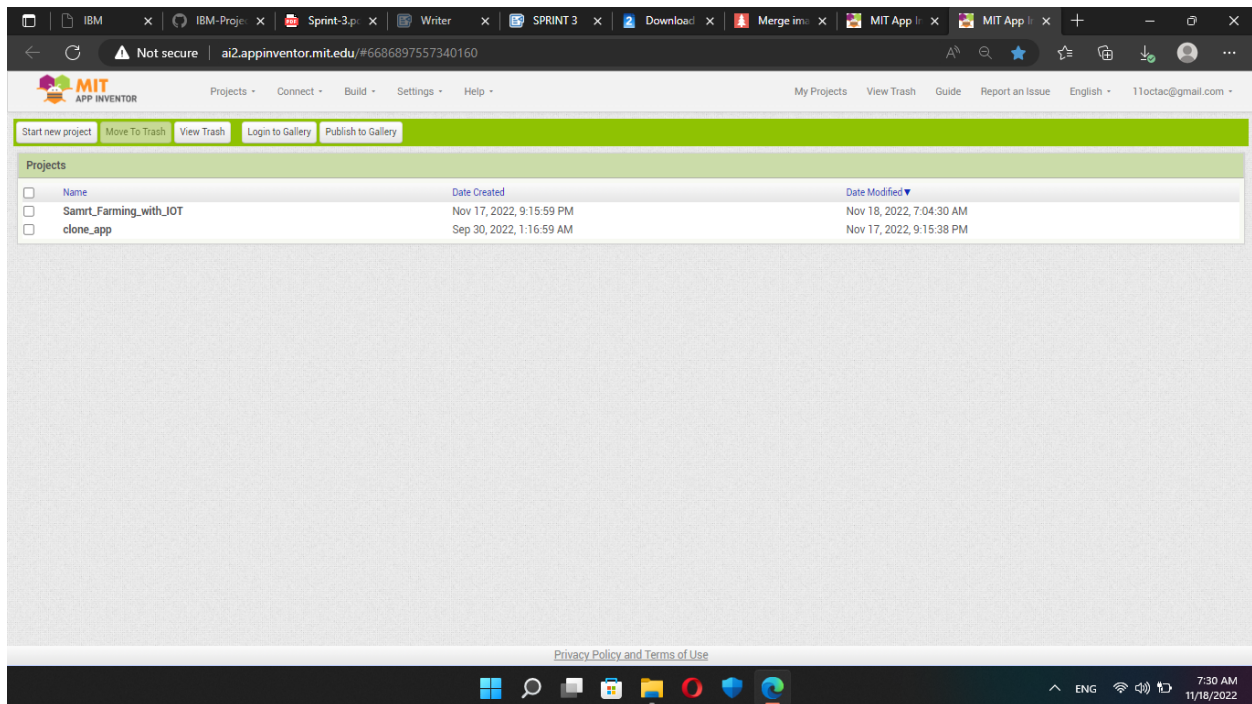 IBM IBM-Projec Sprint-3.pc Writer SPRINT 3 Download Merge ima MIT App In MIT App In
Not secure ai2.appinventor.mit.edu/#6686897557340160
MIT APP INVENTOR Projects Connect Build Settings Help My Projects View Trash Guide Report an Issue English 11octac@gmail.com
Start new project Move To Trash View Trash Login to Gallery Publish to Gallery
Projects
Name Date Created Date Modified▼
Samrt_Farming_with_IOT Nov 17, 2022, 9:15:59 PM Nov 18, 2022, 7:04:30 AM
clone_app Sep 30, 2022, 1:16:59 AM Nov 17, 2022, 9:15:38 PM
Privacy Policy and Terms of Use
ENG 7:30 AM
11/18/2022